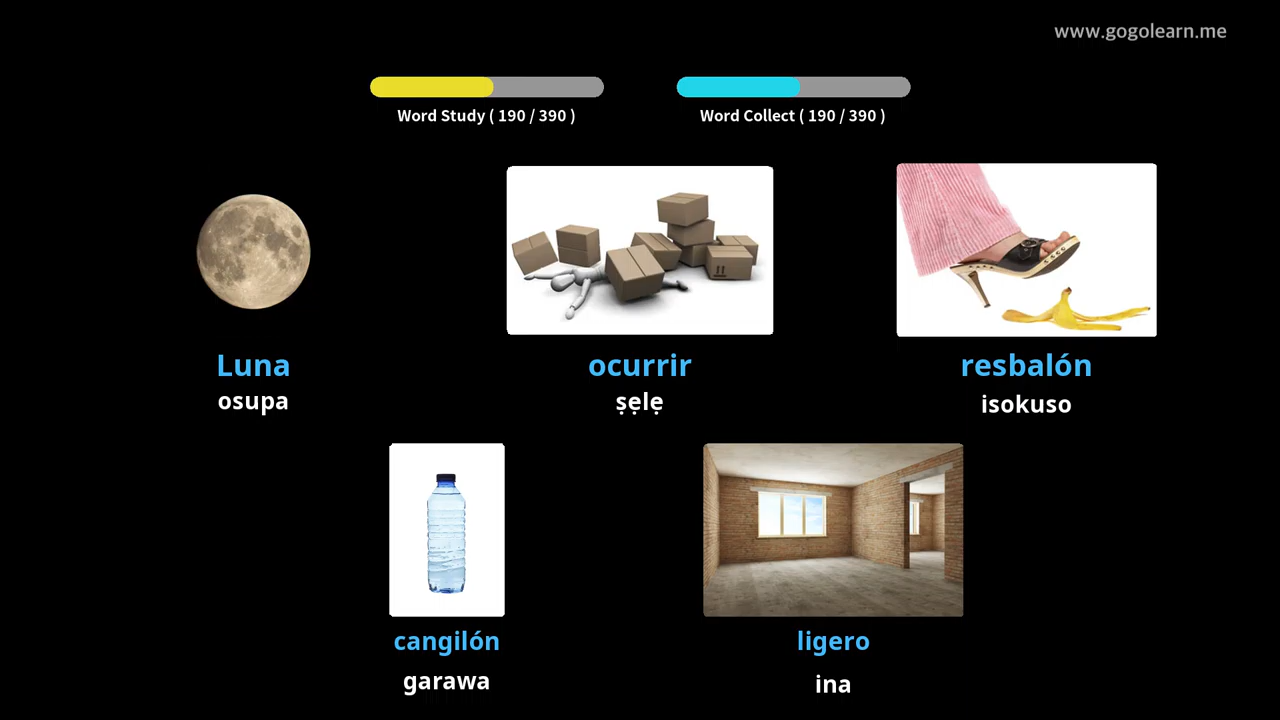 www.gogolearn.me
Word Study ( 190 / 390 )
Word Collect ( 190 / 390 )
Luna
osupa
ocurrir
ṣẹlẹ
resbalón
isokuso
cangilón
garawa
ligero
ina